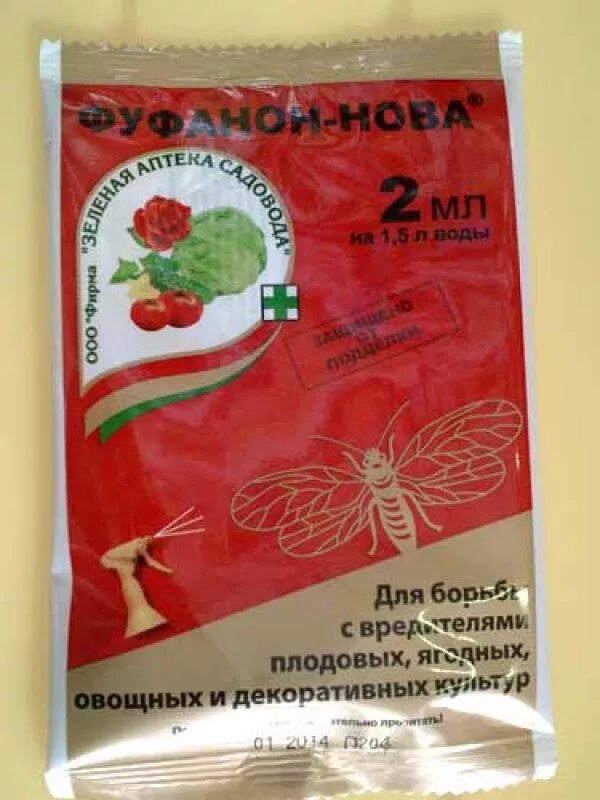 ФУФАНОН-НОВА®
ООО "Фирма "ЗЕЛЕНАЯ АПТЕКА САДОВОДА"
2 мл
на 1,5 л воды
ЗАЩИЩЕНО
ОТ
ПОДДЕЛКИ
Для борьбы
с вредителями
плодовых, ягодных,
овощных и декоративных культур
прочитать!
01 2014 П204